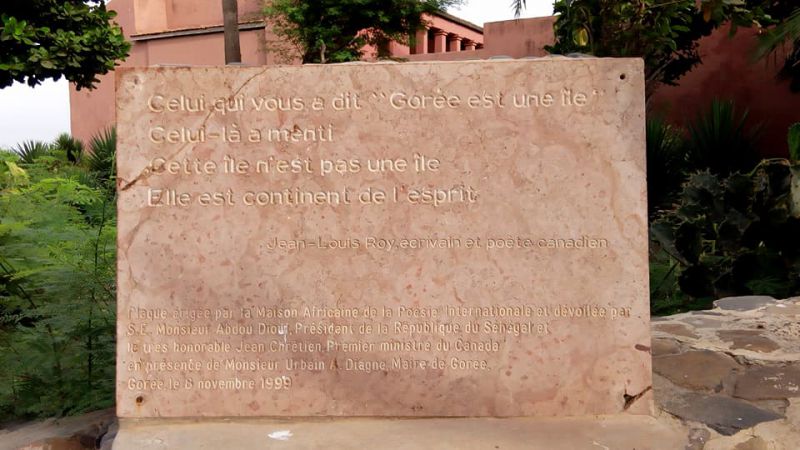 Celui qui vous a dit "Gorée est une île"
Celui-là a menti
Cette île n'est pas une île
Elle est continent de l'esprit
Jean-Louis Roy, ecrivain et poète canadien
Plaque érigée par la Maison Africaine de la Poésie Internationale et dévoilée par
S.E. Monsieur Abdou Diouf, Président de la République du Sénégal et
le très honorable Jean Chrétien, Premier ministre du Canada
en présence de Monsieur Urbain A. Diagne, Maire de Gorée.
Gorée le 8 novembre 1999